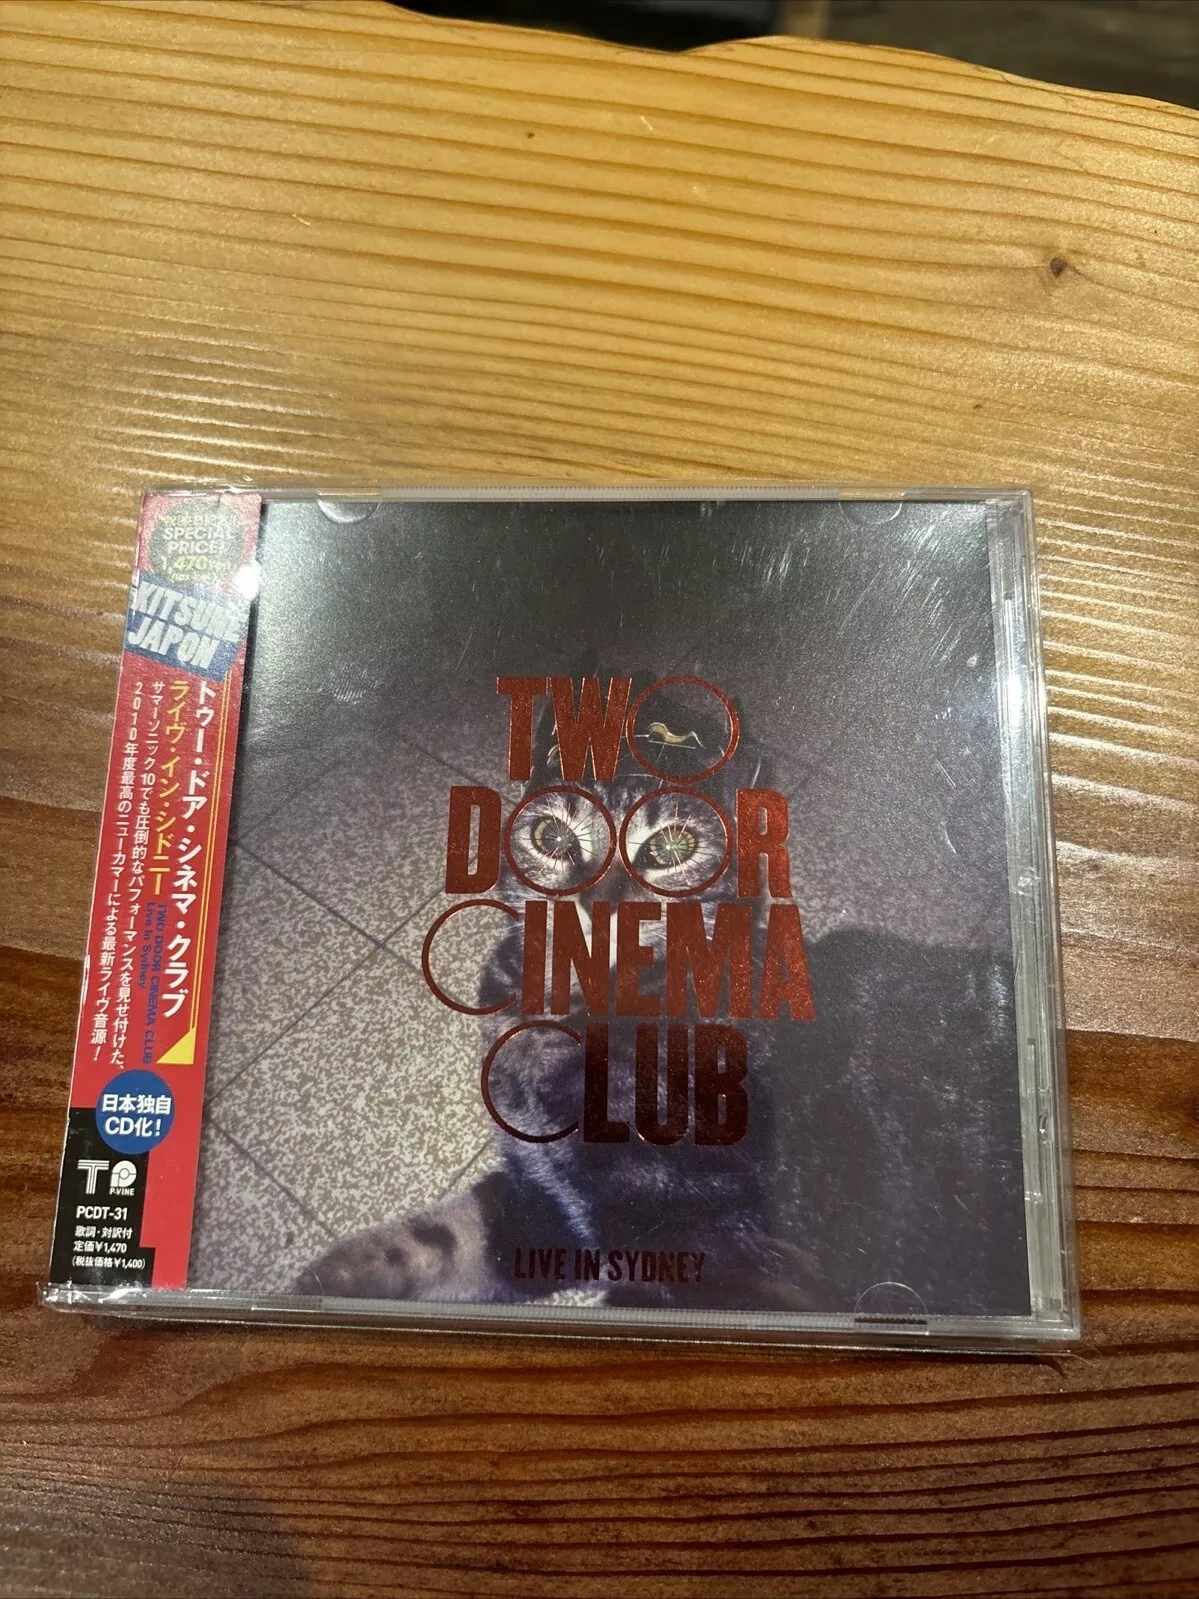 SPECIAL
PRICE!
1,470
KITSUNÉ
JAPON
トゥー・ドア・シネマ・クラブ
ライヴ・イン・シドニー
TWO DOOR CINEMA CLUB
Live In Sydney
サマーソニック10でも圧倒的なパフォーマンスを見せ付けた、
2010年度最高のニューカマーによる最新ライヴ音源!
日本独自
CD化!
P-VINE
PCDT-31
歌詞・対訳付
定価¥1,470
(税抜価格¥1,400)
TWO
DOOR
CINEMA
CLUB
LIVE IN SYDNEY